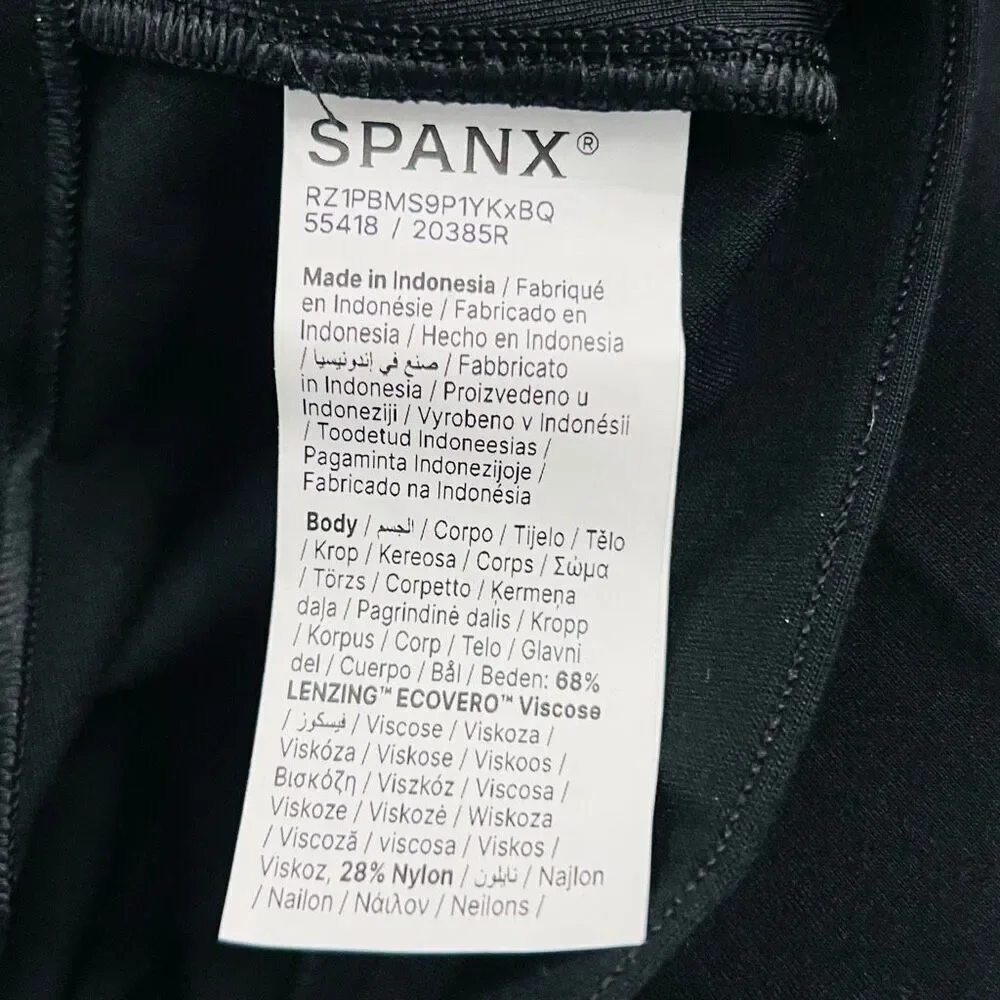 SPANX®
RZ1PBMS9P1YKxBQ
55418 / 20385R
Made in Indonesia / Fabriqué
en Indonésie / Fabricado en
Indonesia / Hecho en Indonesia
/ صنع في إندونيسيا / Fabbricato
in Indonesia / Proizvedeno u
Indoneziji / Vyrobeno v Indonésii
/ Toodetud Indoneesias /
Pagaminta Indonezijoje /
Fabricado na Indonésia
Body / الجسم / Corpo / Tijelo / Tělo
/ Krop / Kereosa / Corps / Σώμα
/ Törzs / Corpetto / Ķermeņa
daļa / Pagrindinė dalis / Kropp
/ Korpus / Corp / Telo / Glavni
del / Cuerpo / Bål / Beden: 68%
LENZING™ ECOVERO™ Viscose
/ فيسكوز / Viscose / Viskoza /
Viskóza / Viskose / Viskoos /
Βισκόζη / Viszkóz / Viscosa /
Viskoze / Viskozė / Wiskoza
/ Viscoză / viscosa / Viskos /
Viskoz, 28% Nylon / نايلون / Najlon
/ Nailon / Νάιλον / Neilons /